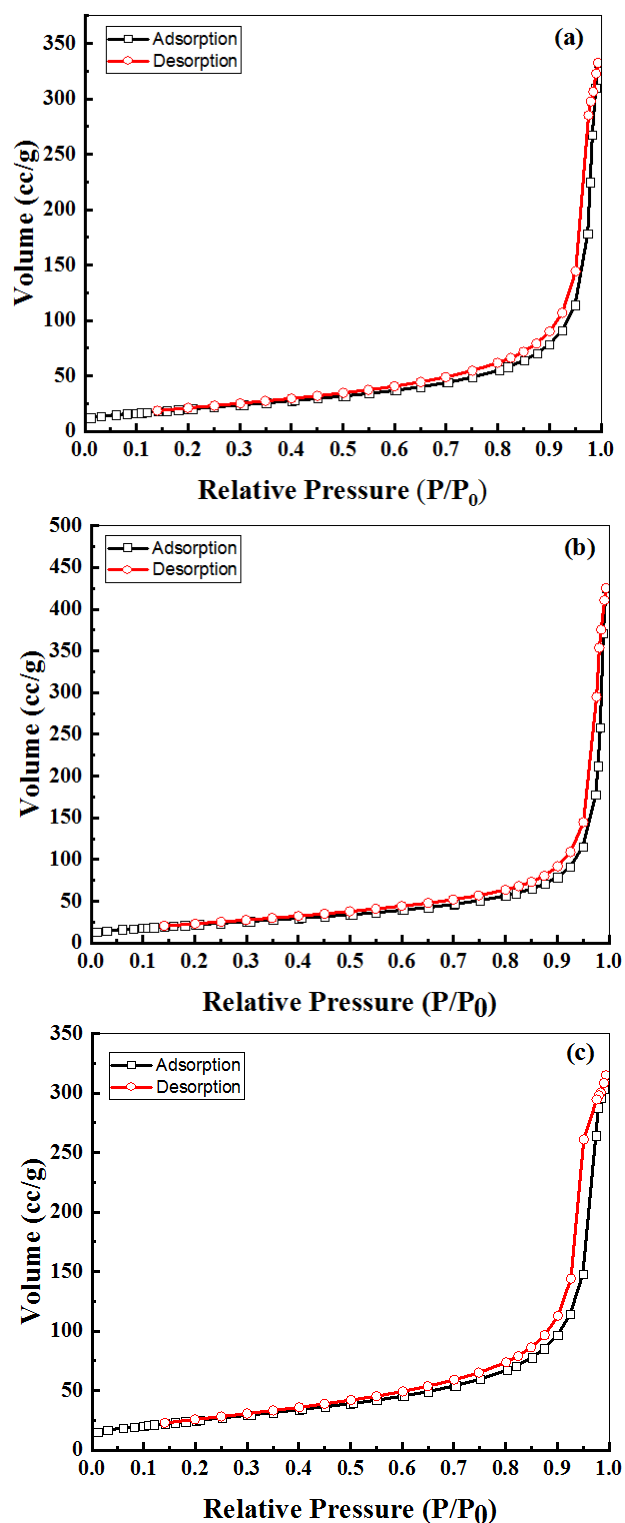 (a)
Adsorption
Desorption
350
300
250
200
150
100
50
0
Volume (cc/g)
0.0 0.1 0.2 0.3 0.4 0.5 0.6 0.7 0.8 0.9 1.0
Relative Pressure (P/P₀)
(b)
Adsorption
Desorption
500
450
400
350
300
250
200
150
100
50
0
Volume (cc/g)
0.0 0.1 0.2 0.3 0.4 0.5 0.6 0.7 0.8 0.9 1.0
Relative Pressure (P/P0)
(c)
Adsorption
Desorption
350
300
250
200
150
100
50
0
Volume (cc/g)
0.0 0.1 0.2 0.3 0.4 0.5 0.6 0.7 0.8 0.9 1.0
Relative Pressure (P/P0)